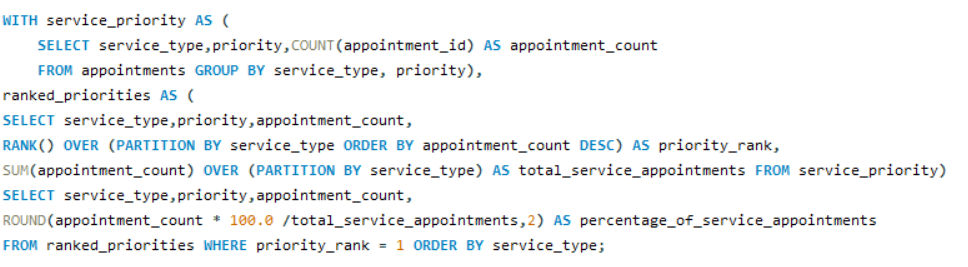 WITH service_priority AS (
    SELECT service_type,priority,COUNT(appointment_id) AS appointment_count
    FROM appointments GROUP BY service_type, priority),
ranked_priorities AS (
SELECT service_type,priority,appointment_count,
RANK() OVER (PARTITION BY service_type ORDER BY appointment_count DESC) AS priority_rank,
SUM(appointment_count) OVER (PARTITION BY service_type) AS total_service_appointments FROM service_priority)
SELECT service_type,priority,appointment_count,
ROUND(appointment_count * 100.0 /total_service_appointments,2) AS percentage_of_service_appointments
FROM ranked_priorities WHERE priority_rank = 1 ORDER BY service_type;